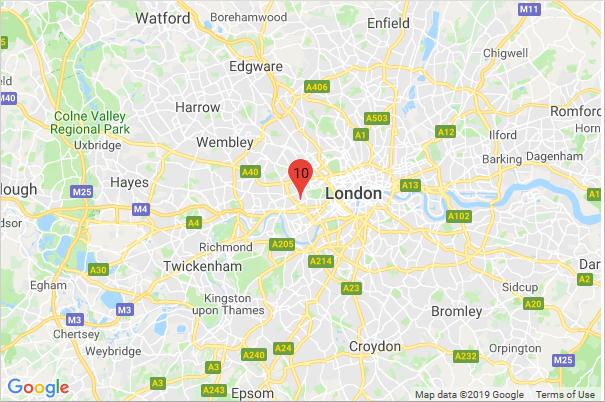 M11
Watford
Borehamwood
Enfield
A5
Chigwell
Edgware
A406
M40
Harrow
Romford
Colne Valley
Regional Park
A503
A1
A12
Ilford
Horn
Uxbridge
Wembley
Barking
Dagenham
A40
10
Hayes
lough
M25
London
A13
M4
A4
A102
dsor
Richmond
A205
A214
Twickenham
A30
Dar
Egham
Kingston
upon Thames
A23
Sidcup
A20
M3
M3
Bromley
Chertsey
Weybridge
A24
A240
Croydon
A232
Orpington
M25
A3
A3
A243
Epsom
Google
Map data ©2019 Google
Terms of Use